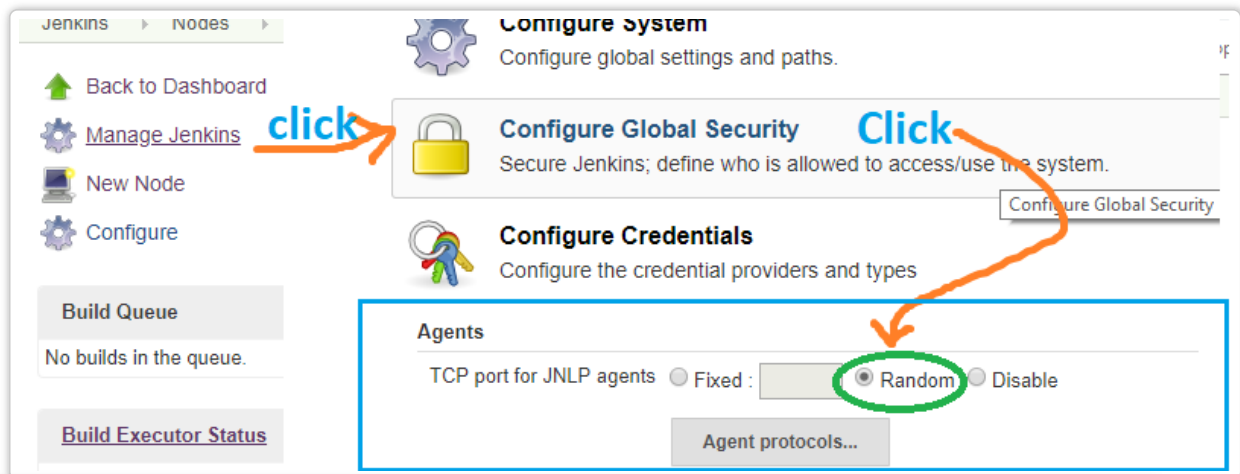 Jenkins Nodes
Back to Dashboard
Manage Jenkins
New Node
Configure
Build Queue
No builds in the queue.
Build Executor Status
click
Configure System
Configure global settings and paths.
Configure Global Security
Click
Secure Jenkins; define who is allowed to access/use the system.
Configure Global Security
Configure Credentials
Configure the credential providers and types
Agents
TCP port for JNLP agents Fixed : Random Disable
Agent protocols...